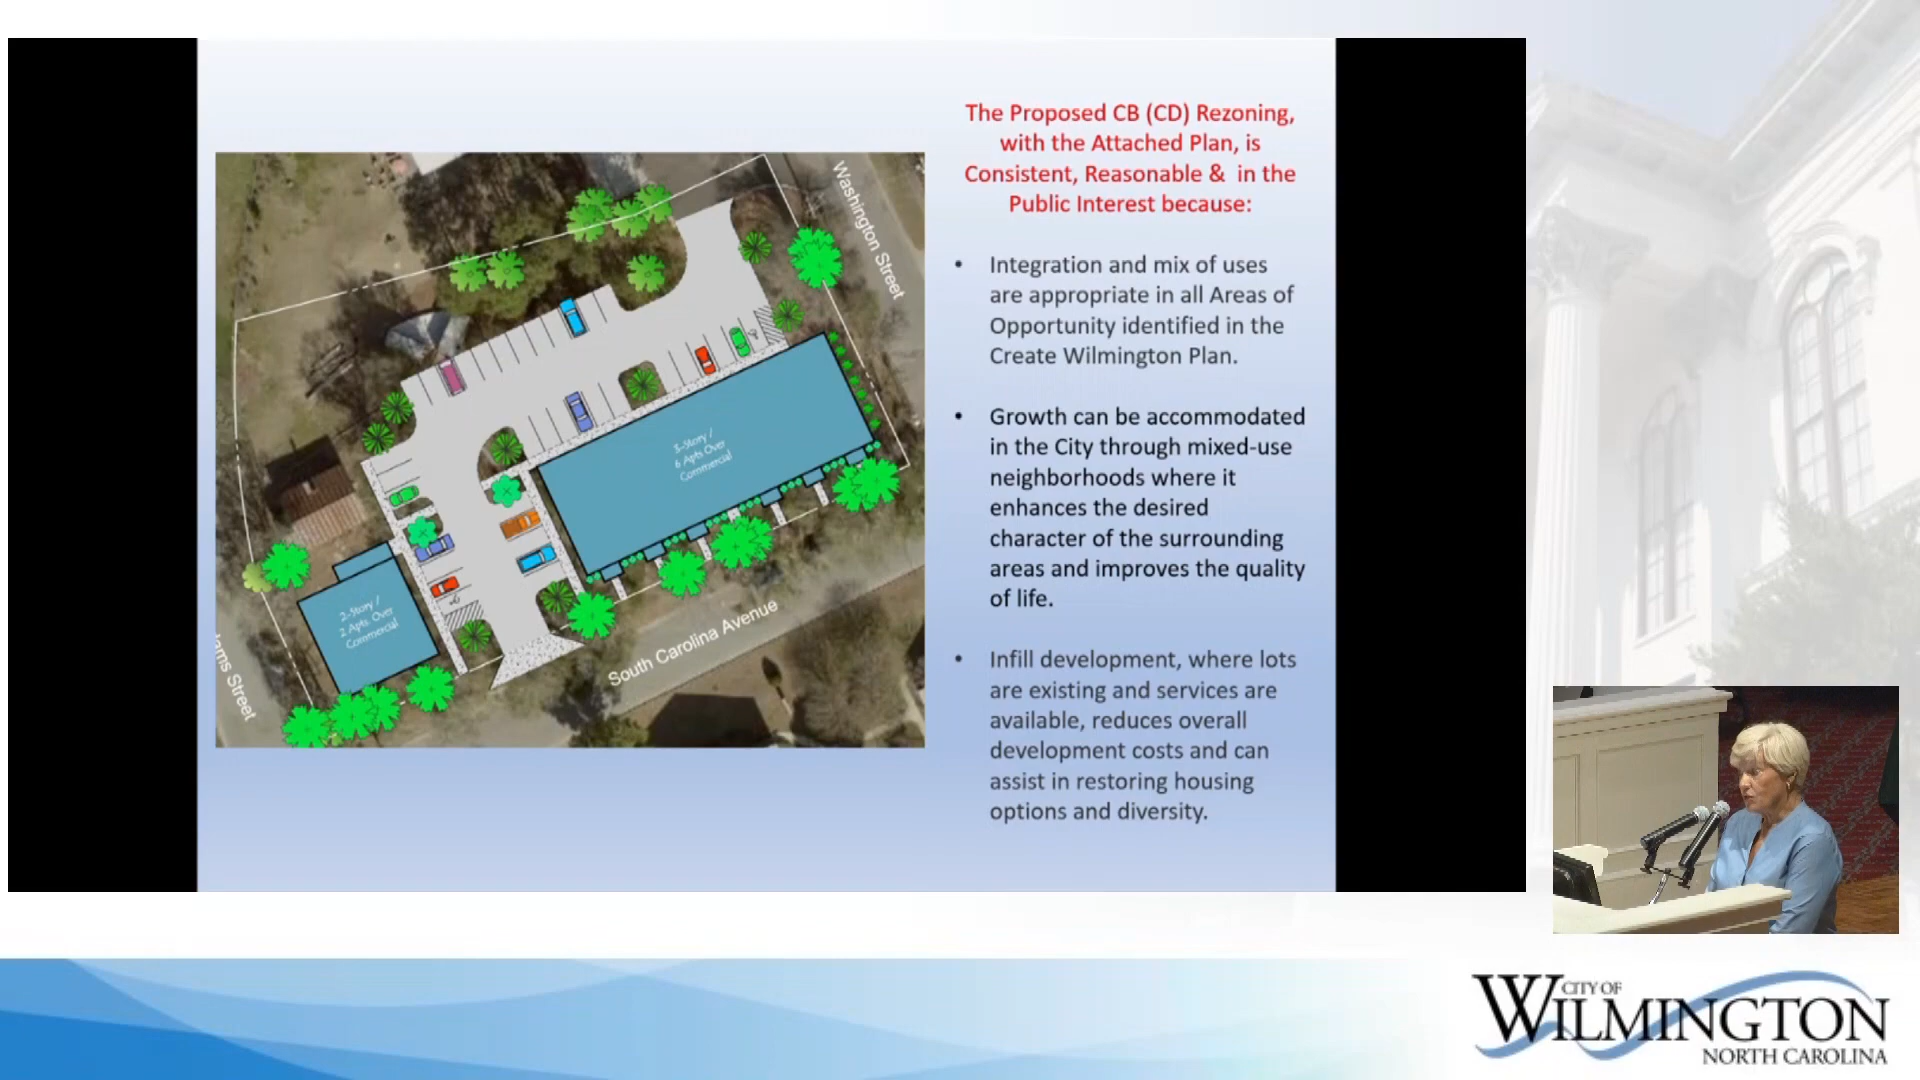 The Proposed CB (CD) Rezoning,
with the Attached Plan, is
Consistent, Reasonable & in the
Public Interest because:
• Integration and mix of uses
are appropriate in all Areas of
Opportunity identified in the
Create Wilmington Plan.
• Growth can be accommodated
in the City through mixed-use
neighborhoods where it
enhances the desired
character of the surrounding
areas and improves the quality
of life.
• Infill development, where lots
are existing and services are
available, reduces overall
development costs and can
assist in restoring housing
options and diversity.
Washington Street
3-Story /
6 Apts Over
Commercial
2-Story /
2 Apts. Over
Commercial
South Carolina Avenue
ams Street
CITY OF
WILMINGTON
NORTH CAROLINA